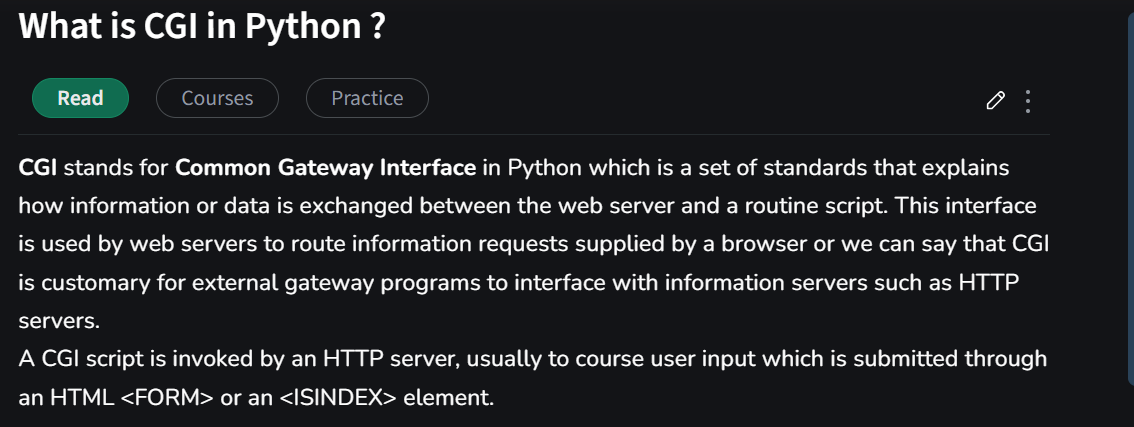 What is CGI in Python ?
Read Courses Practice
CGI stands for Common Gateway Interface in Python which is a set of standards that explains
how information or data is exchanged between the web server and a routine script. This interface
is used by web servers to route information requests supplied by a browser or we can say that CGI
is customary for external gateway programs to interface with information servers such as HTTP
servers.
A CGI script is invoked by an HTTP server, usually to course user input which is submitted through
an HTML <FORM> or an <ISINDEX> element.